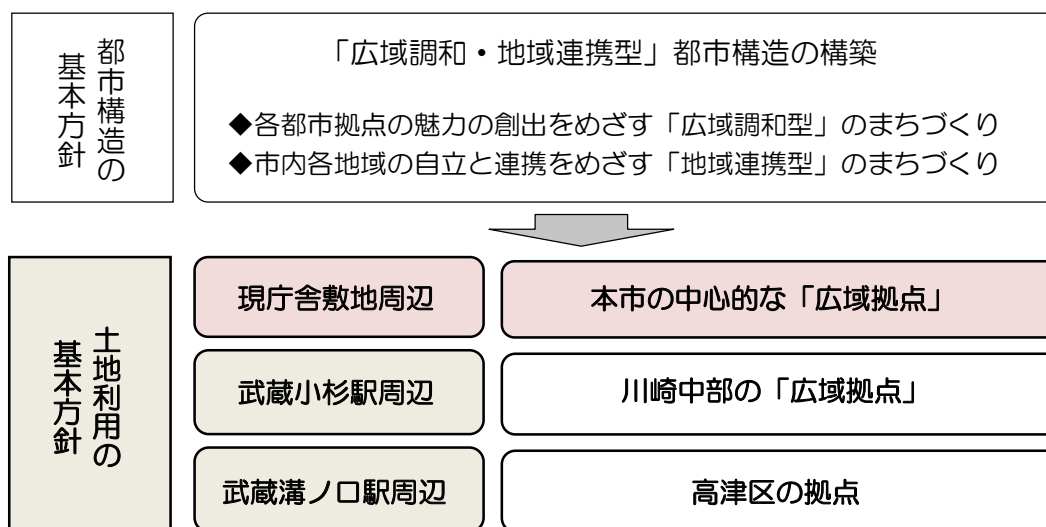 都市構造の
基本方針
「広域調和・地域連携型」都市構造の構築
◆各都市拠点の魅力の創出をめざす「広域調和型」のまちづくり
◆市内各地域の自立と連携をめざす「地域連携型」のまちづくり
土地利用の
基本方針
現庁舎敷地周辺
本市の中心的な「広域拠点」
武蔵小杉駅周辺
川崎中部の「広域拠点」
武蔵溝ノ口駅周辺
高津区の拠点